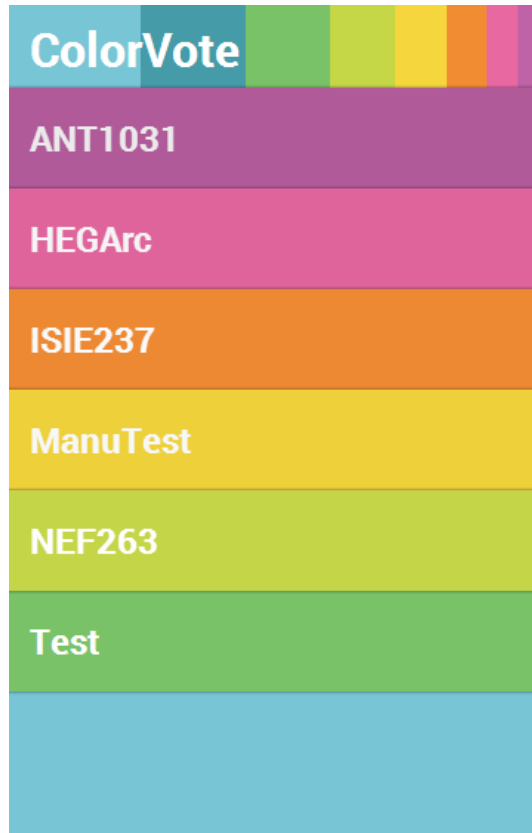 ColorVote
ANT1031
HEGArc
ISIE237
ManuTest
NEF263
Test